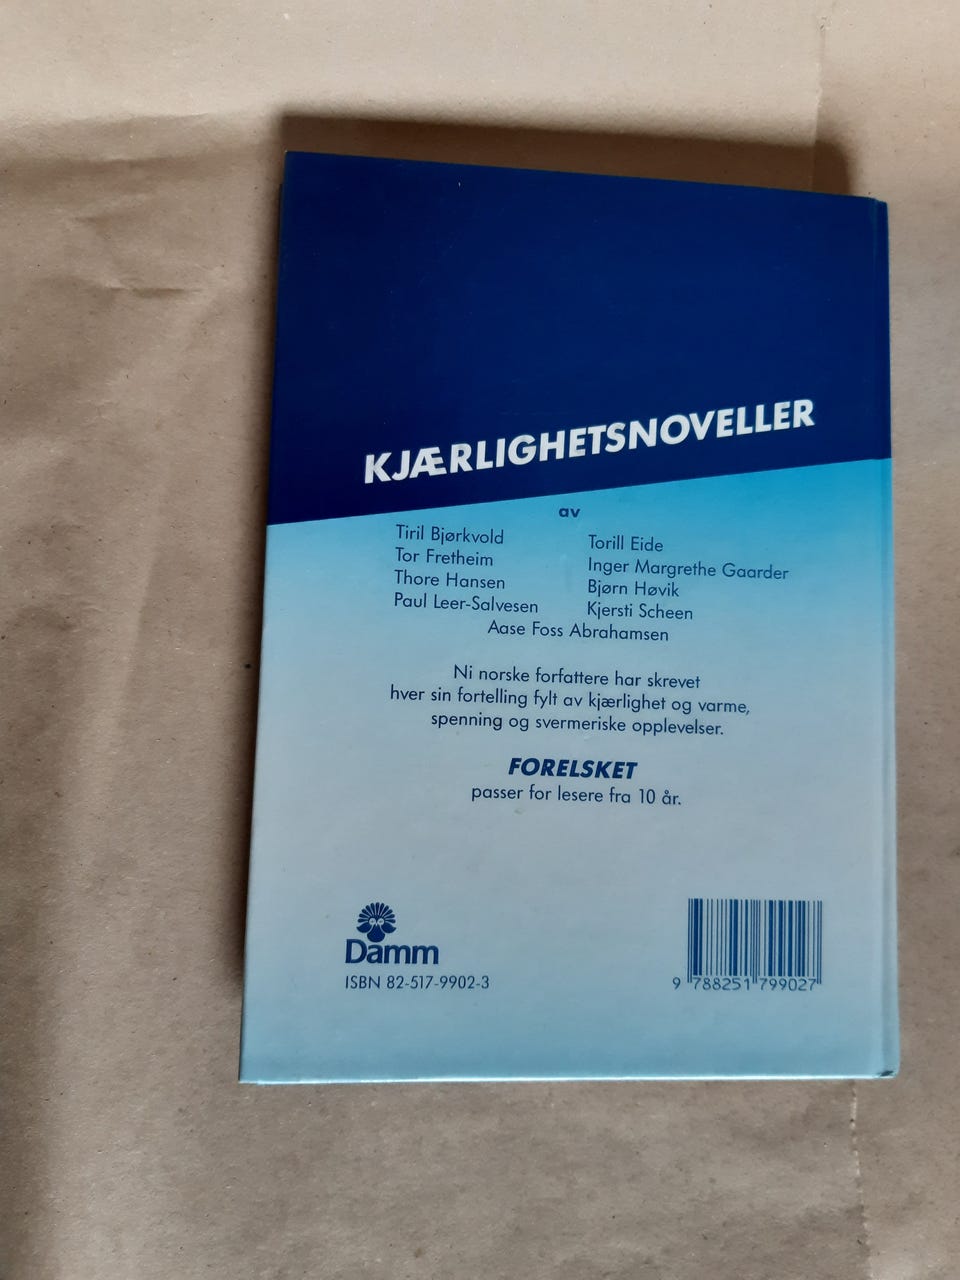 KJÆRLIGHETSNOVELLER
av
Tiril Bjørkvold
Tor Fretheim
Thore Hansen
Paul Leer-Salvesen
Torill Eide
Inger Margrethe Gaarder
Bjørn Høvik
Kjersti Scheen
Aase Foss Abrahamsen
Ni norske forfattere har skrevet
hver sin fortelling fylt av kjærlighet og varme,
spenning og svermeriske opplevelser.
FORELSKET
passer for lesere fra 10 år.
Damm
ISBN 82-517-9902-3
9 788251 799027